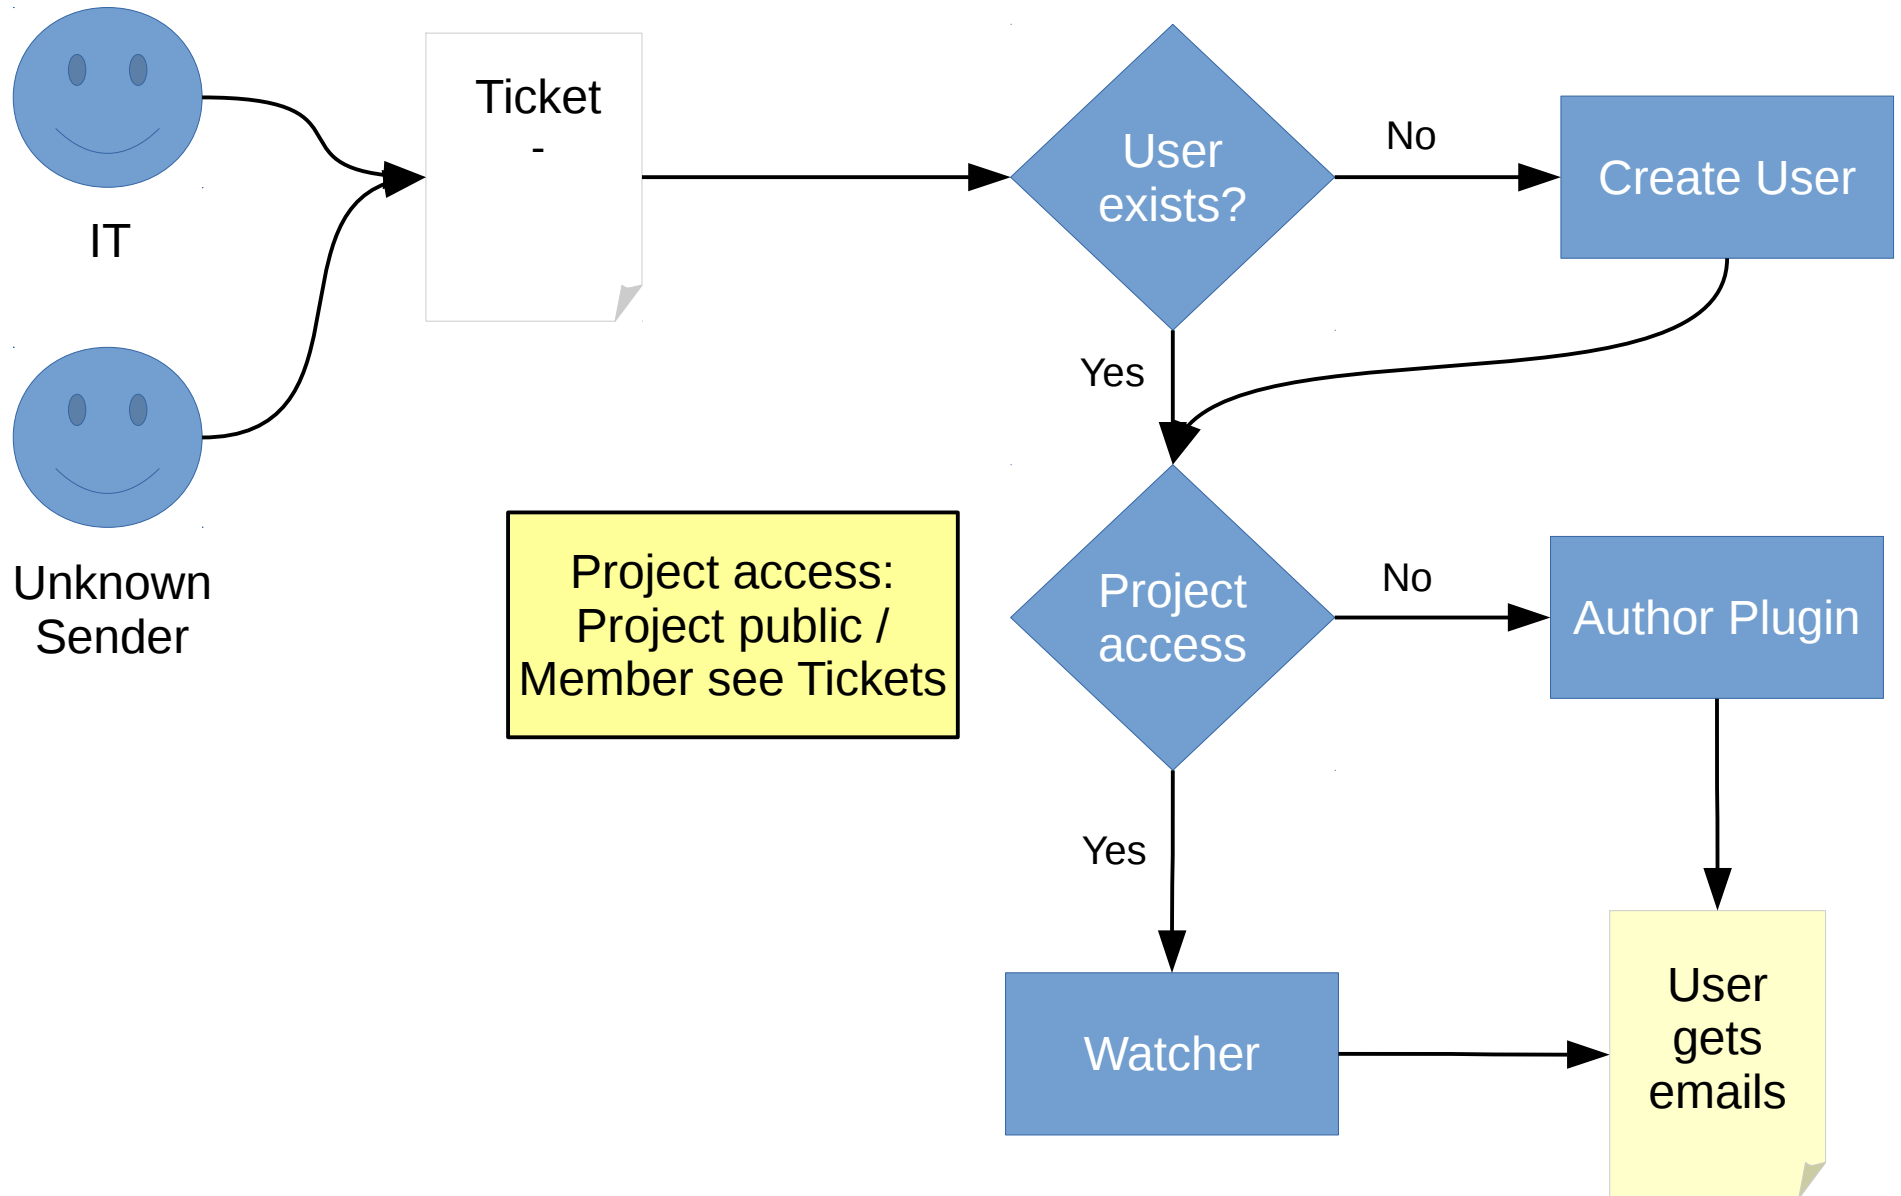 IT
Unknown
Sender
Ticket
-
User
exists?
No
Create User
Yes
Project access:
Project public /
Member see Tickets
Project
access
No
Author Plugin
Yes
Watcher
User
gets
emails